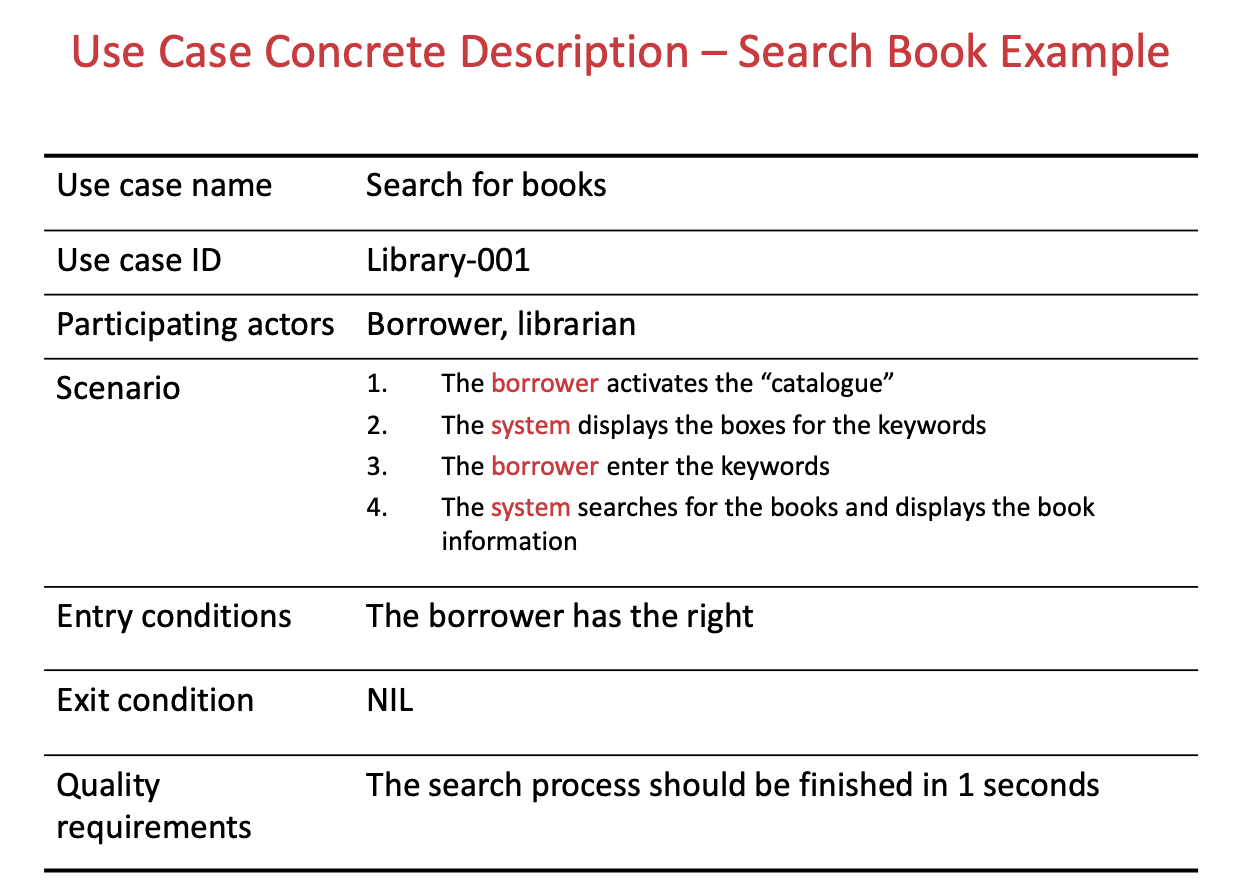 Use Case Concrete Description – Search Book Example
Use case name Search for books
Use case ID Library-001
Participating actors Borrower, librarian
Scenario
1. The borrower activates the “catalogue”
2. The system displays the boxes for the keywords
3. The borrower enter the keywords
4. The system searches for the books and displays the book
information
Entry conditions The borrower has the right
Exit condition NIL
Quality
requirements
The search process should be finished in 1 seconds